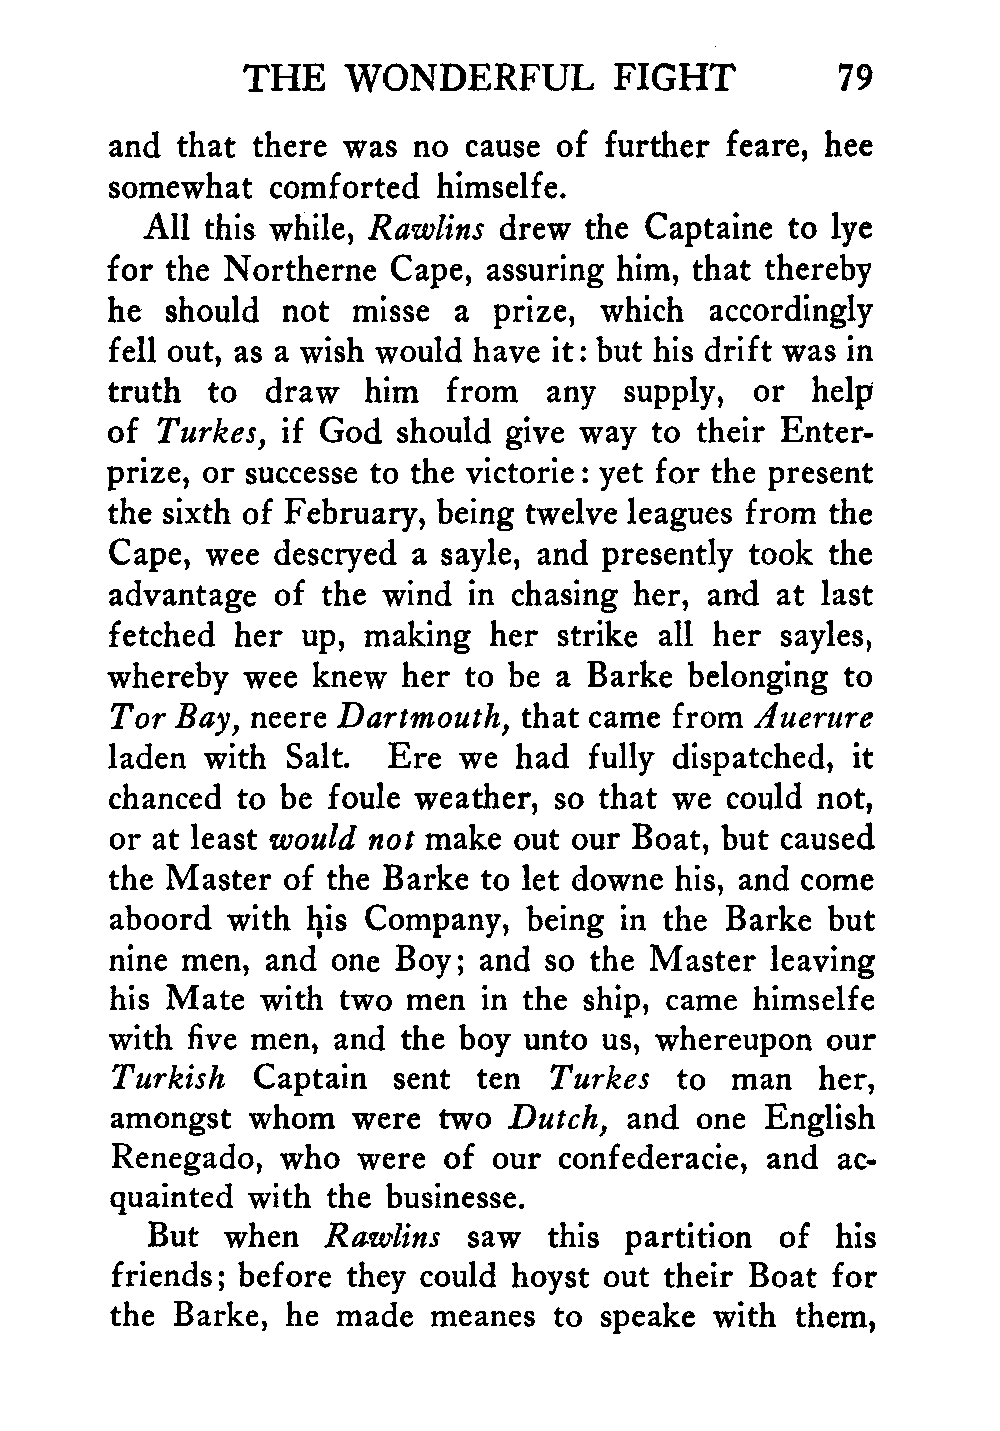 THE WONDERFUL FIGHT 79
and that there was no cause of further feare, hee
somewhat comforted himselfe.
All this while, Rawlins drew the Captaine to lye
for the Northerne Cape, assuring him, that thereby
he should not misse a prize, which accordingly
fell out, as a wish would have it: but his drift was in
truth to draw him from any supply, or help
of Turkes, if God should give way to their Enter-
prize, or successe to the victorie: yet for the present
the sixth of February, being twelve leagues from the
Cape, wee descryed a sayle, and presently took the
advantage of the wind in chasing her, and at last
fetched her up, making her strike all her sayles,
whereby wee knew her to be a Barke belonging to
Tor Bay, neere Dartmouth, that came from Auerure
laden with Salt. Ere we had fully dispatched, it
chanced to be foule weather, so that we could not,
or at least would not make out our Boat, but caused
the Master of the Barke to let downe his, and come
aboord with his Company, being in the Barke but
nine men, and one Boy; and so the Master leaving
his Mate with two men in the ship, came himselfe
with five men, and the boy unto us, whereupon our
Turkish Captain sent ten Turkes to man her,
amongst whom were two Dutch, and one English
Renegado, who were of our confederacie, and ac-
quainted with the businesse.
But when Rawlins saw this partition of his
friends; before they could hoyst out their Boat for
the Barke, he made meanes to speake with them,